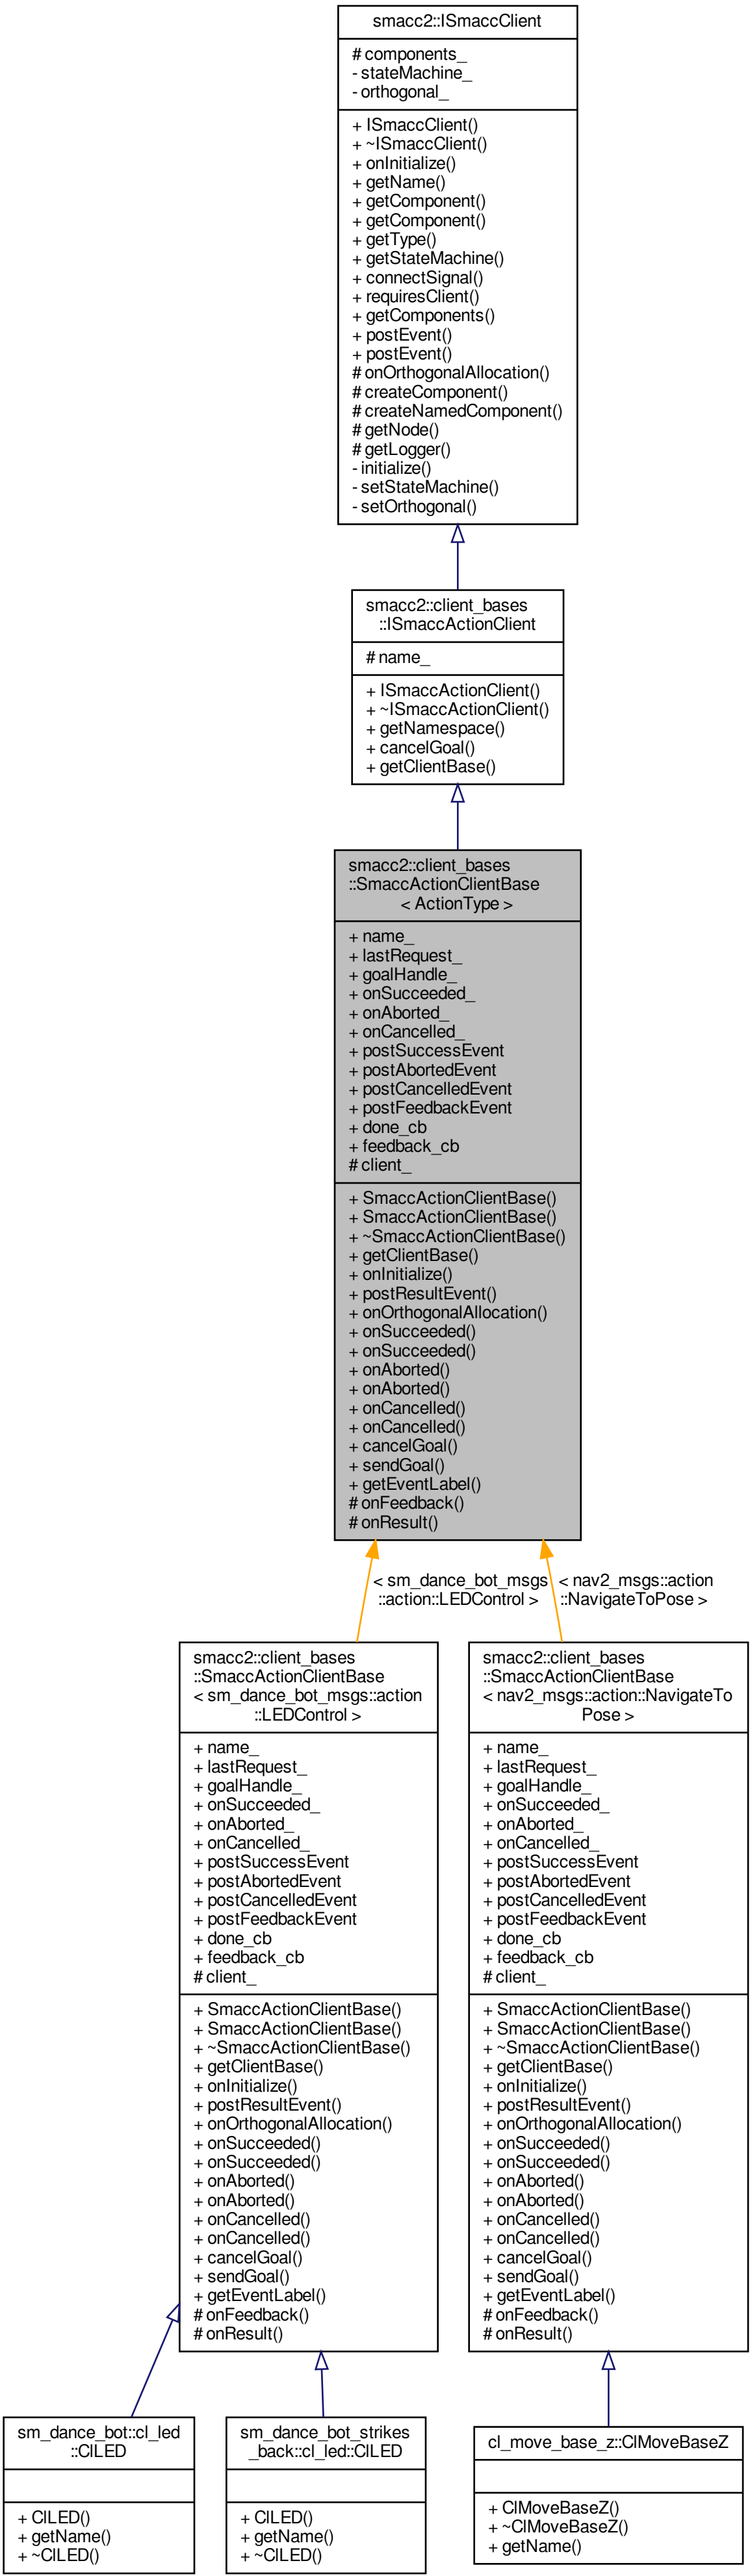 smacc2::ISmaccClient
# components_
- stateMachine_
- orthogonal_
+ ISmaccClient()
+ ~ISmaccClient()
+ onInitialize()
+ getName()
+ getComponent()
+ getComponent()
+ getType()
+ getStateMachine()
+ connectSignal()
+ requiresClient()
+ getComponents()
+ postEvent()
+ postEvent()
# onOrthogonalAllocation()
# createComponent()
# createNamedComponent()
# getNode()
# getLogger()
- initialize()
- setStateMachine()
- setOrthogonal()
smacc2::client_bases
::ISmaccActionClient
# name_
+ ISmaccActionClient()
+ ~ISmaccActionClient()
+ getNamespace()
+ cancelGoal()
+ getClientBase()
smacc2::client_bases
::SmaccActionClientBase
< ActionType >
+ name_
+ lastRequest_
+ goalHandle_
+ onSucceeded_
+ onAborted_
+ onCancelled_
+ postSuccessEvent
+ postAbortedEvent
+ postCancelledEvent
+ postFeedbackEvent
+ done_cb
+ feedback_cb
# client_
+ SmaccActionClientBase()
+ SmaccActionClientBase()
+ ~SmaccActionClientBase()
+ getClientBase()
+ onInitialize()
+ postResultEvent()
+ onOrthogonalAllocation()
+ onSucceeded()
+ onSucceeded()
+ onAborted()
+ onAborted()
+ onCancelled()
+ onCancelled()
+ cancelGoal()
+ sendGoal()
+ getEventLabel()
# onFeedback()
# onResult()
< sm_dance_bot_msgs
::action::LEDControl >
< nav2_msgs::action
::NavigateToPose >
smacc2::client_bases
::SmaccActionClientBase
< sm_dance_bot_msgs::action
::LEDControl >
+ name_
+ lastRequest_
+ goalHandle_
+ onSucceeded_
+ onAborted_
+ onCancelled_
+ postSuccessEvent
+ postAbortedEvent
+ postCancelledEvent
+ postFeedbackEvent
+ done_cb
+ feedback_cb
# client_
+ SmaccActionClientBase()
+ SmaccActionClientBase()
+ ~SmaccActionClientBase()
+ getClientBase()
+ onInitialize()
+ postResultEvent()
+ onOrthogonalAllocation()
+ onSucceeded()
+ onSucceeded()
+ onAborted()
+ onAborted()
+ onCancelled()
+ onCancelled()
+ cancelGoal()
+ sendGoal()
+ getEventLabel()
# onFeedback()
# onResult()
smacc2::client_bases
::SmaccActionClientBase
< nav2_msgs::action::NavigateTo
Pose >
+ name_
+ lastRequest_
+ goalHandle_
+ onSucceeded_
+ onAborted_
+ onCancelled_
+ postSuccessEvent
+ postAbortedEvent
+ postCancelledEvent
+ postFeedbackEvent
+ done_cb
+ feedback_cb
# client_
+ SmaccActionClientBase()
+ SmaccActionClientBase()
+ ~SmaccActionClientBase()
+ getClientBase()
+ onInitialize()
+ postResultEvent()
+ onOrthogonalAllocation()
+ onSucceeded()
+ onSucceeded()
+ onAborted()
+ onAborted()
+ onCancelled()
+ onCancelled()
+ cancelGoal()
+ sendGoal()
+ getEventLabel()
# onFeedback()
# onResult()
sm_dance_bot::cl_led
::ClLED
+ ClLED()
+ getName()
+ ~ClLED()
sm_dance_bot_strikes
_back::cl_led::ClLED
+ ClLED()
+ getName()
+ ~ClLED()
cl_move_base_z::ClMoveBaseZ
+ ClMoveBaseZ()
+ ~ClMoveBaseZ()
+ getName()